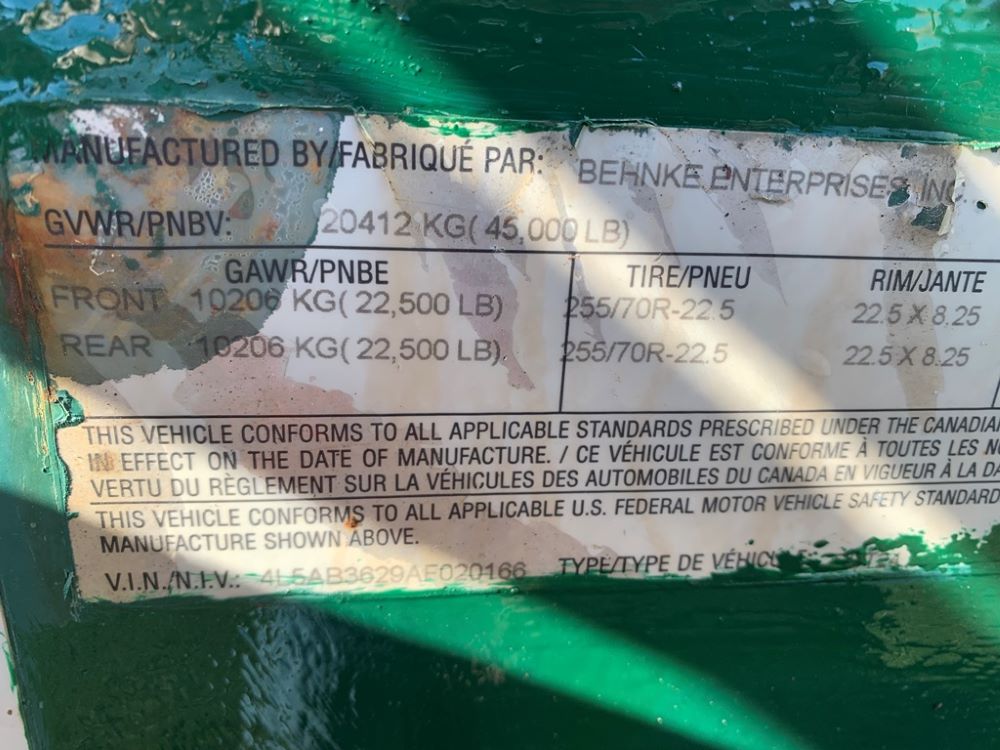 MANUFACTURED BY/FABRIQUÉ PAR: BEHNKE ENTERPRISES, INC.
GVWR/PNBV: 20412 KG( 45,000 LB)
GAWR/PNBE TIRE/PNEU RIM/JANTE
FRONT 10206 KG( 22,500 LB) 255/70R-22.5 22.5 X 8.25
REAR 10206 KG( 22,500 LB) 255/70R-22.5 22.5 X 8.25
THIS VEHICLE CONFORMS TO ALL APPLICABLE STANDARDS PRESCRIBED UNDER THE CANADIAN
IN EFFECT ON THE DATE OF MANUFACTURE. / CE VÉHICULE EST CONFORME À TOUTES LES
VERTU DU RÈGLEMENT SUR LA VÉHICULES DES AUTOMOBILES DU CANADA EN VIGUEUR À LA
THIS VEHICLE CONFORMS TO ALL APPLICABLE U.S. FEDERAL MOTOR VEHICLE SAFETY STANDARD
MANUFACTURE SHOWN ABOVE.
V.I.N./N.I.V.: 4L5AB3629AF020166 TYPE/TYPE DE